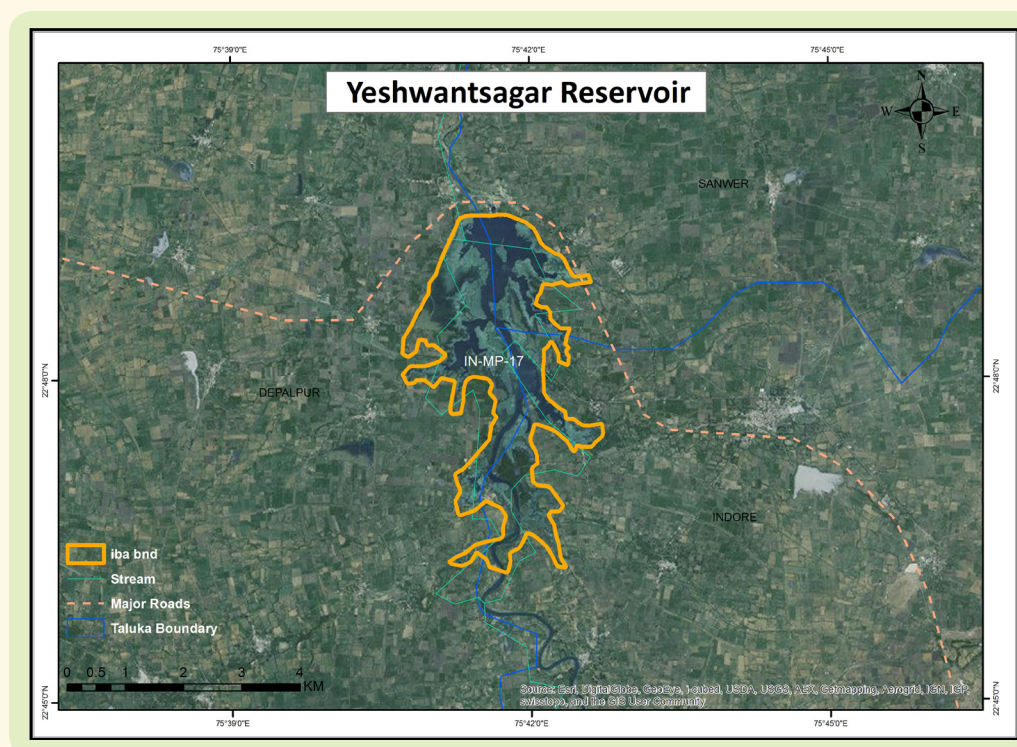 75°39'0"E 75°42'0"E 75°45'0"E
Yeshwantsagar Reservoir
N
W E
S
SANWER
IN-MP-17
22°48'0"N 22°48'0"N
DEPALPUR
INDORE
iba bnd
Stream
Major Roads
Taluka Boundary
0 0.5 1 2 3 4
KM
Source: Esri, DigitalGlobe, GeoEye, i-cubed, USDA, USGS, AEX, Getmapping, Aerogrid, IGN, IGP,
swisstopo, and the GIS User Community
22°45'0"N 22°45'0"N
75°39'0"E 75°42'0"E 75°45'0"E